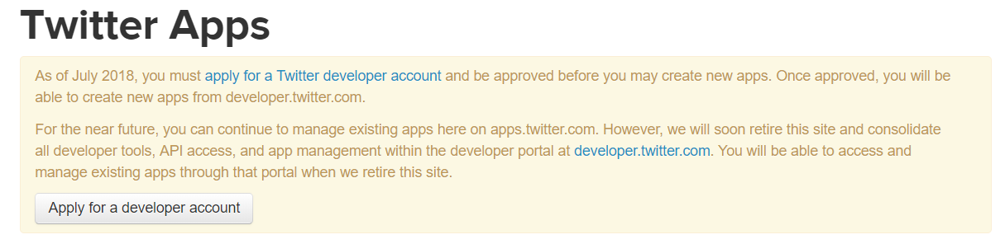 Twitter Apps
As of July 2018, you must apply for a Twitter developer account and be approved before you may create new apps. Once approved, you will be
able to create new apps from developer.twitter.com.
For the near future, you can continue to manage existing apps here on apps.twitter.com. However, we will soon retire this site and consolidate
all developer tools, API access, and app management within the developer portal at developer.twitter.com. You will be able to access and
manage existing apps through that portal when we retire this site.
Apply for a developer account